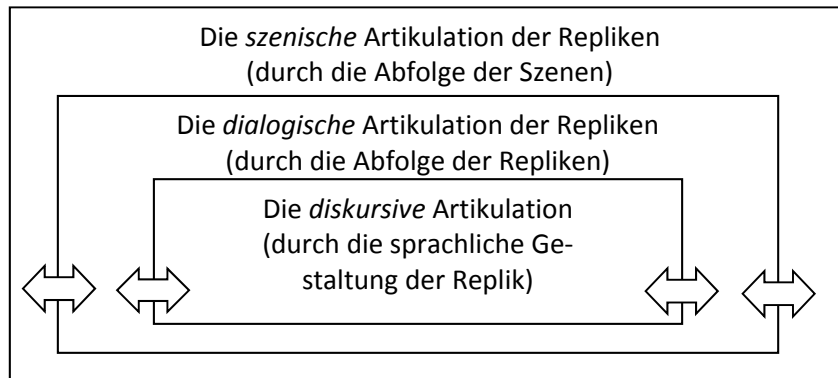 Die szenische Artikulation der Repliken
(durch die Abfolge der Szenen)
Die dialogische Artikulation der Repliken
(durch die Abfolge der Repliken)
Die diskursive Artikulation
(durch die sprachliche Ge-
staltung der Replik)